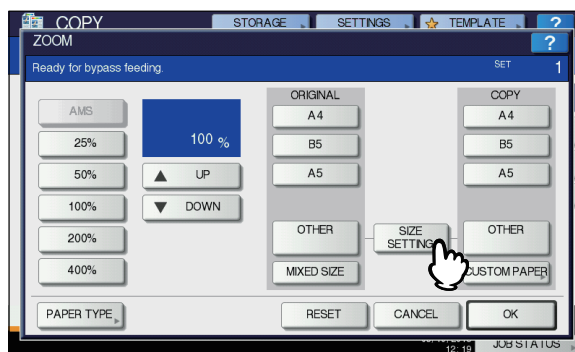 COPY STORAGE SETTINGS TEMPLATE ?
ZOOM ?
Ready for bypass feeding. SET 1
ORIGINAL COPY
AMS A4 A4
25% 100 % B5 B5
50% UP A5 A5
100% DOWN
200% OTHER SIZE SETTING OTHER
400% MIXED SIZE CUSTOM PAPER
PAPER TYPE RESET CANCEL OK
12:19 JOB STATUS